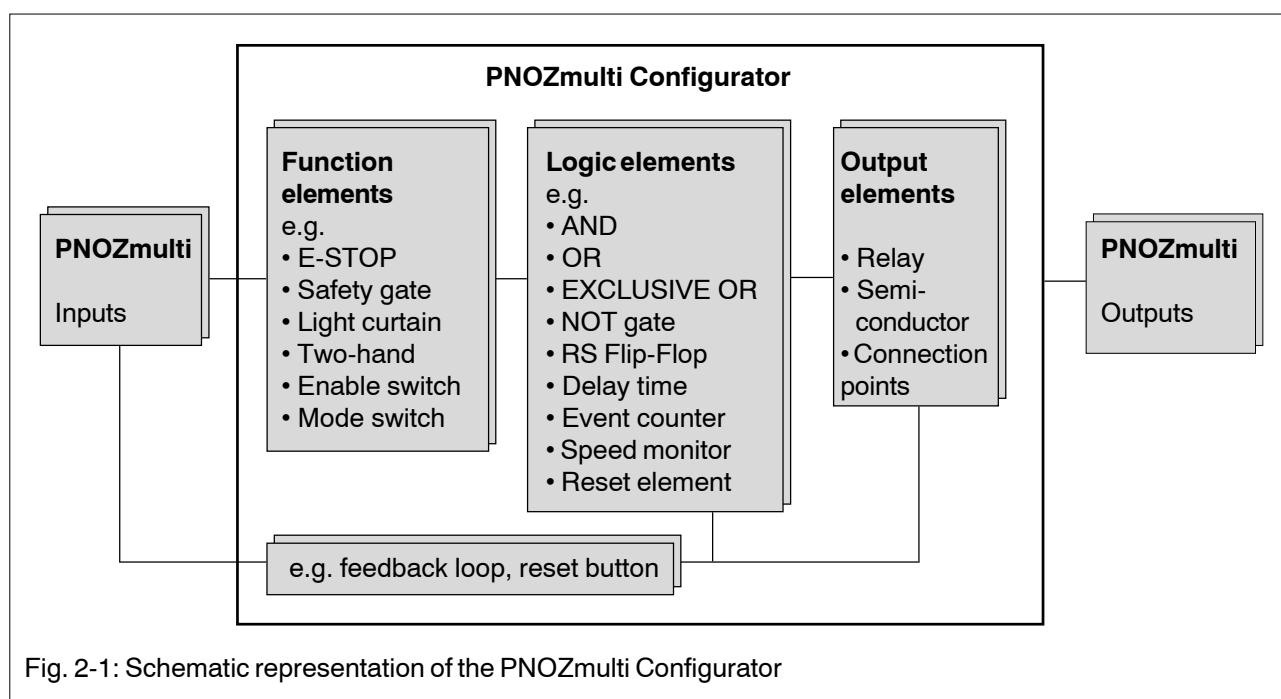 PNOZmulti Configurator
PNOZmulti
Inputs
Function
elements
e.g.
• E-STOP
• Safety gate
• Light curtain
• Two-hand
• Enable switch
• Mode switch
Logic elements
e.g.
• AND
• OR
• EXCLUSIVE OR
• NOT gate
• RS Flip-Flop
• Delay time
• Event counter
• Speed monitor
• Reset element
Output
elements
• Relay
• Semi-
conductor
• Connection
points
PNOZmulti
Outputs
e.g. feedback loop, reset button
Fig. 2-1: Schematic representation of the PNOZmulti Configurator